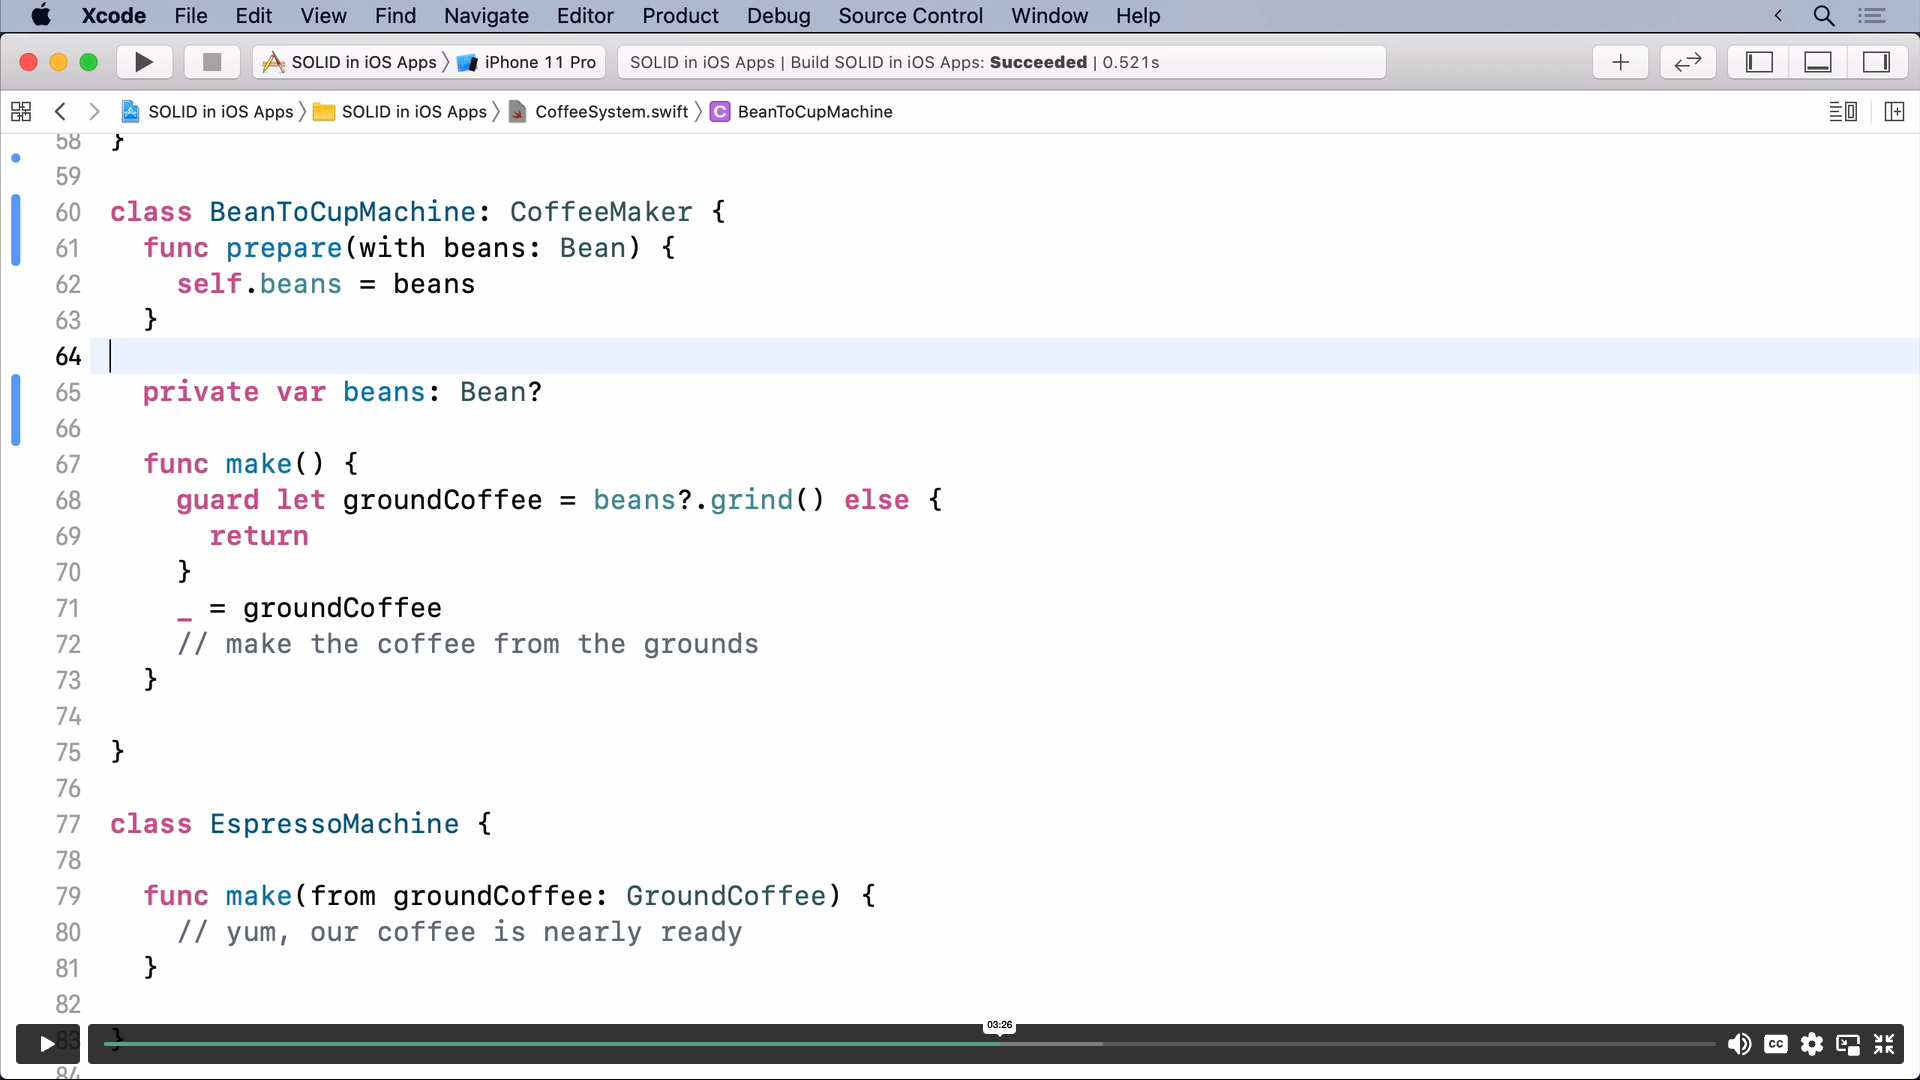 Xcode File Edit View Find Navigate Editor Product Debug Source Control Window Help
SOLID in iOS Apps iPhone 11 Pro SOLID in iOS Apps | Build SOLID in iOS Apps: Succeeded | 0.521s
SOLID in iOS Apps SOLID in iOS Apps CoffeeSystem.swift C BeanToCupMachine
58 }
59
60 class BeanToCupMachine: CoffeeMaker {
61 func prepare(with beans: Bean) {
62 self.beans = beans
63 }
64
65 private var beans: Bean?
66
67 func make() {
68 guard let groundCoffee = beans?.grind() else {
69 return
70 }
71 _ = groundCoffee
72 // make the coffee from the grounds
73 }
74
75 }
76
77 class EspressoMachine {
78
79 func make(from groundCoffee: GroundCoffee) {
80 // yum, our coffee is nearly ready
81 }
82
83 }
03:26
CC
84